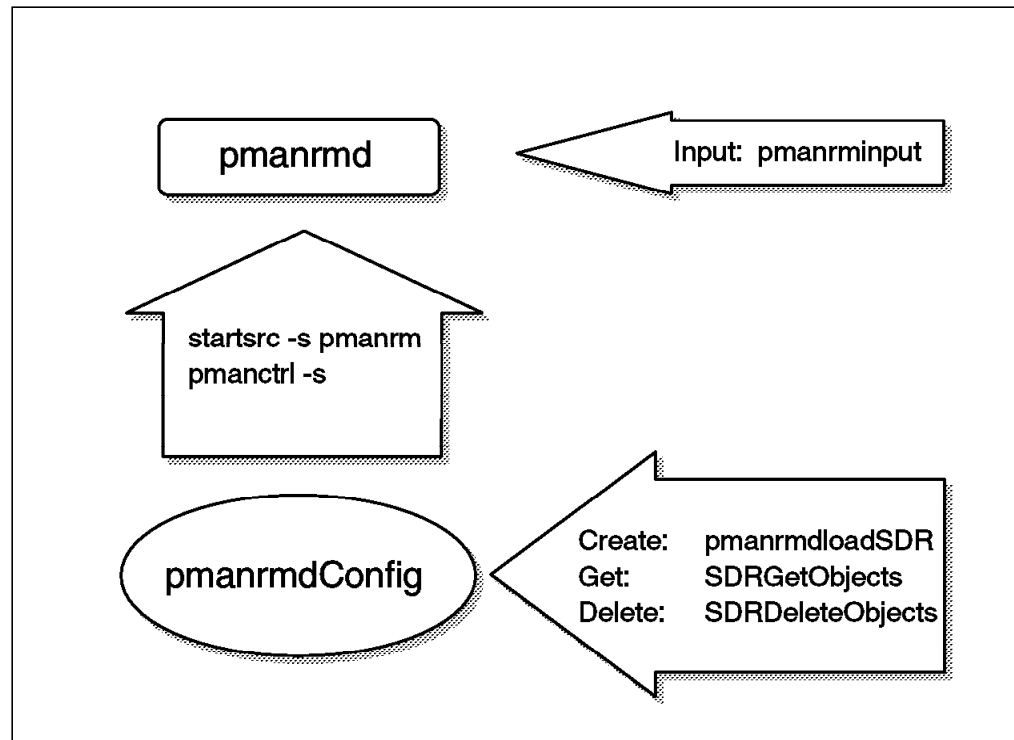 pmanrmd
Input: pmanrminput
startsrc -s pmanrm
pmanctrl -s
pmanrmdConfig
Create: pmanrmdloadSDR
Get: SDRGetObjects
Delete: SDRDeleteObjects